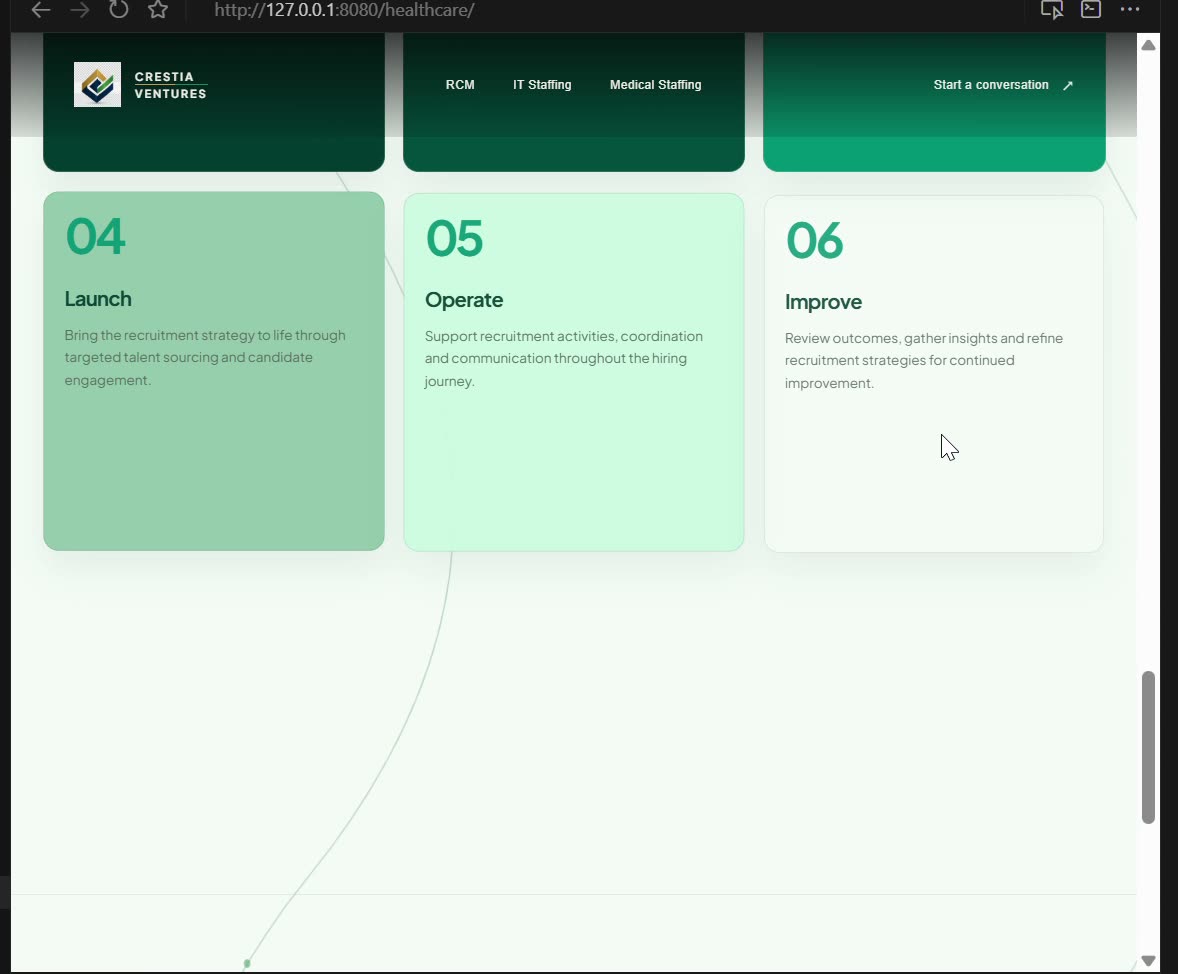 http://127.0.0.1:8080/healthcare/
CRESTIA
VENTURES
RCM
IT Staffing
Medical Staffing
Start a conversation ↗
04
Launch
Bring the recruitment strategy to life through
targeted talent sourcing and candidate
engagement.
05
Operate
Support recruitment activities, coordination
and communication throughout the hiring
journey.
06
Improve
Review outcomes, gather insights and refine
recruitment strategies for continued
improvement.